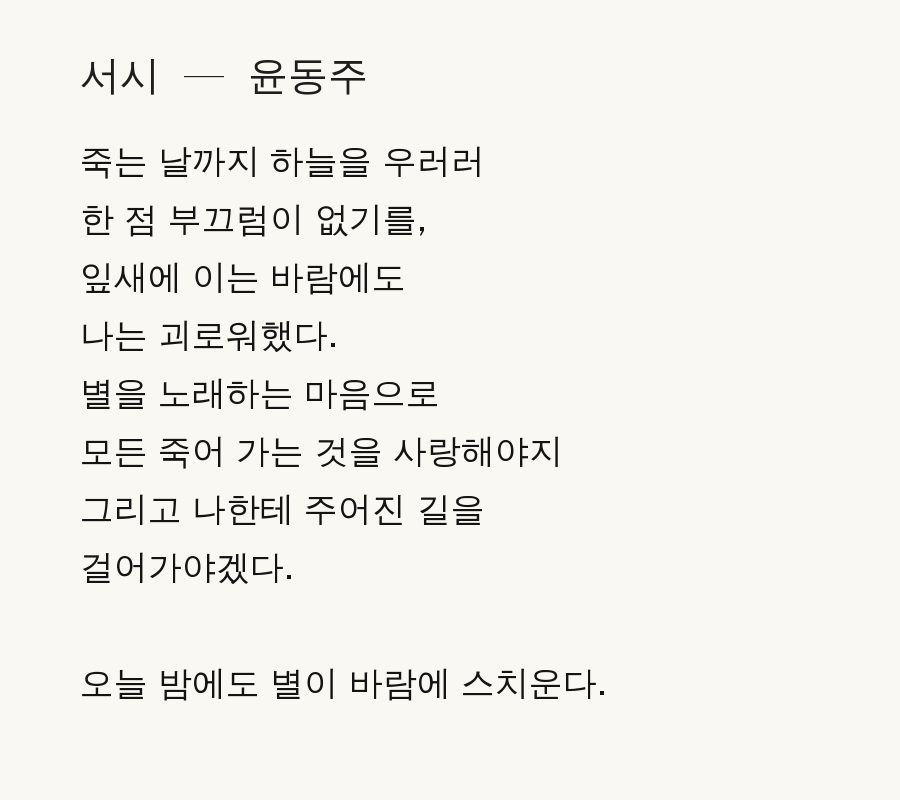 서시 — 윤동주
죽는 날까지 하늘을 우러러
한 점 부끄럼이 없기를,
잎새에 이는 바람에도
나는 괴로워했다.
별을 노래하는 마음으로
모든 죽어 가는 것을 사랑해야지
그리고 나한테 주어진 길을
걸어가야겠다.
오늘 밤에도 별이 바람에 스치운다.